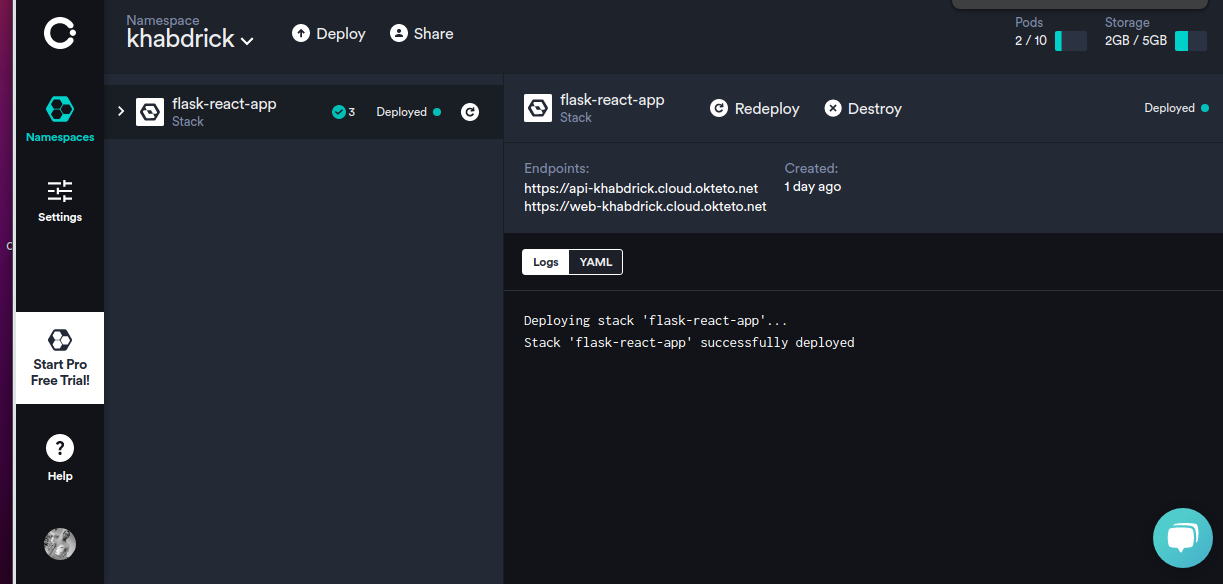 Namespace
khabdrick
Deploy
Share
Pods
2 / 10
Storage
2GB / 5GB
Namespaces
Settings
Start Pro
Free Trial!
Help
flask-react-app
Stack
3
Deployed
flask-react-app
Stack
Redeploy
Destroy
Deployed
Endpoints:
https://api-khabdrick.cloud.okteto.net
https://web-khabdrick.cloud.okteto.net
Created:
1 day ago
Logs
YAML
Deploying stack 'flask-react-app'...
Stack 'flask-react-app' successfully deployed